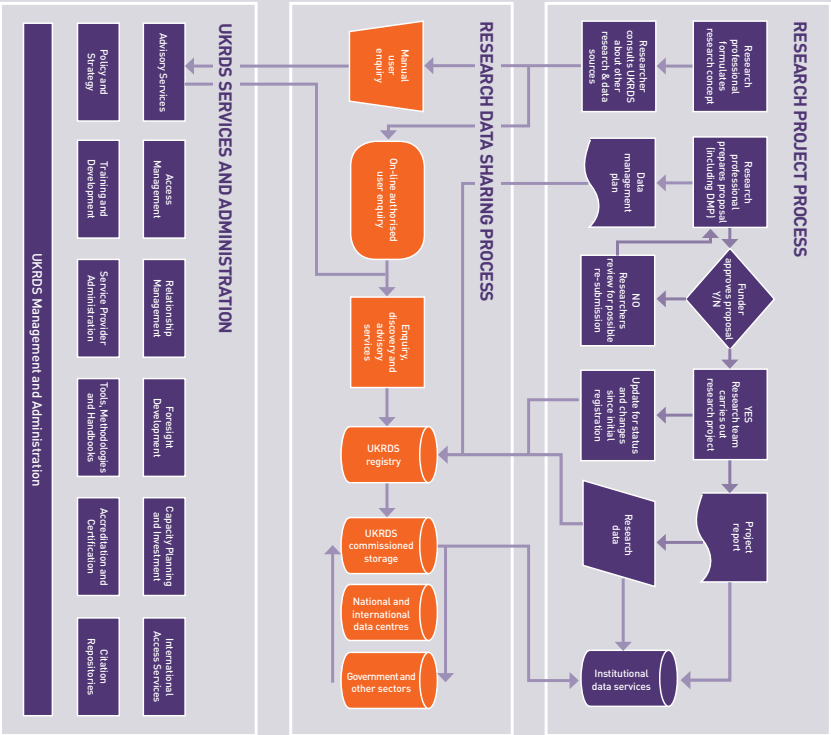 RESEARCH PROJECT PROCESS
Research
professional
formulates
research concept
Researcher
consults UKRDS
about other
research & data
sources
Research
professional
prepares proposal
(including DMP)
Data
management
plan
Funder
approves proposal
Y/N
NO
Researchers
review for possible
re-submission
YES
Research team
carries out
research project
Update for status
and changes
since initial
registration
Project
report
Research
data
Institutional
data services
RESEARCH DATA SHARING PROCESS
Manual
user
enquiry
On-line authorised
user enquiry
Enquiry,
discovery and
advisory
services
UKRDS
registry
UKRDS
commissioned
storage
National and
international
data centres
Government and
other sectors
UKRDS SERVICES AND ADMINISTRATION
Advisory Services
Access
Management
Relationship
Management
Foresight
Development
Capacity Planning
and Investment
International
Access Services
Policy and
Strategy
Training and
Development
Service Provider
Administration
Tools, Methodologies
and Handbooks
Accreditation and
Certification
Citation
Repositories
UKRDS Management and Administration